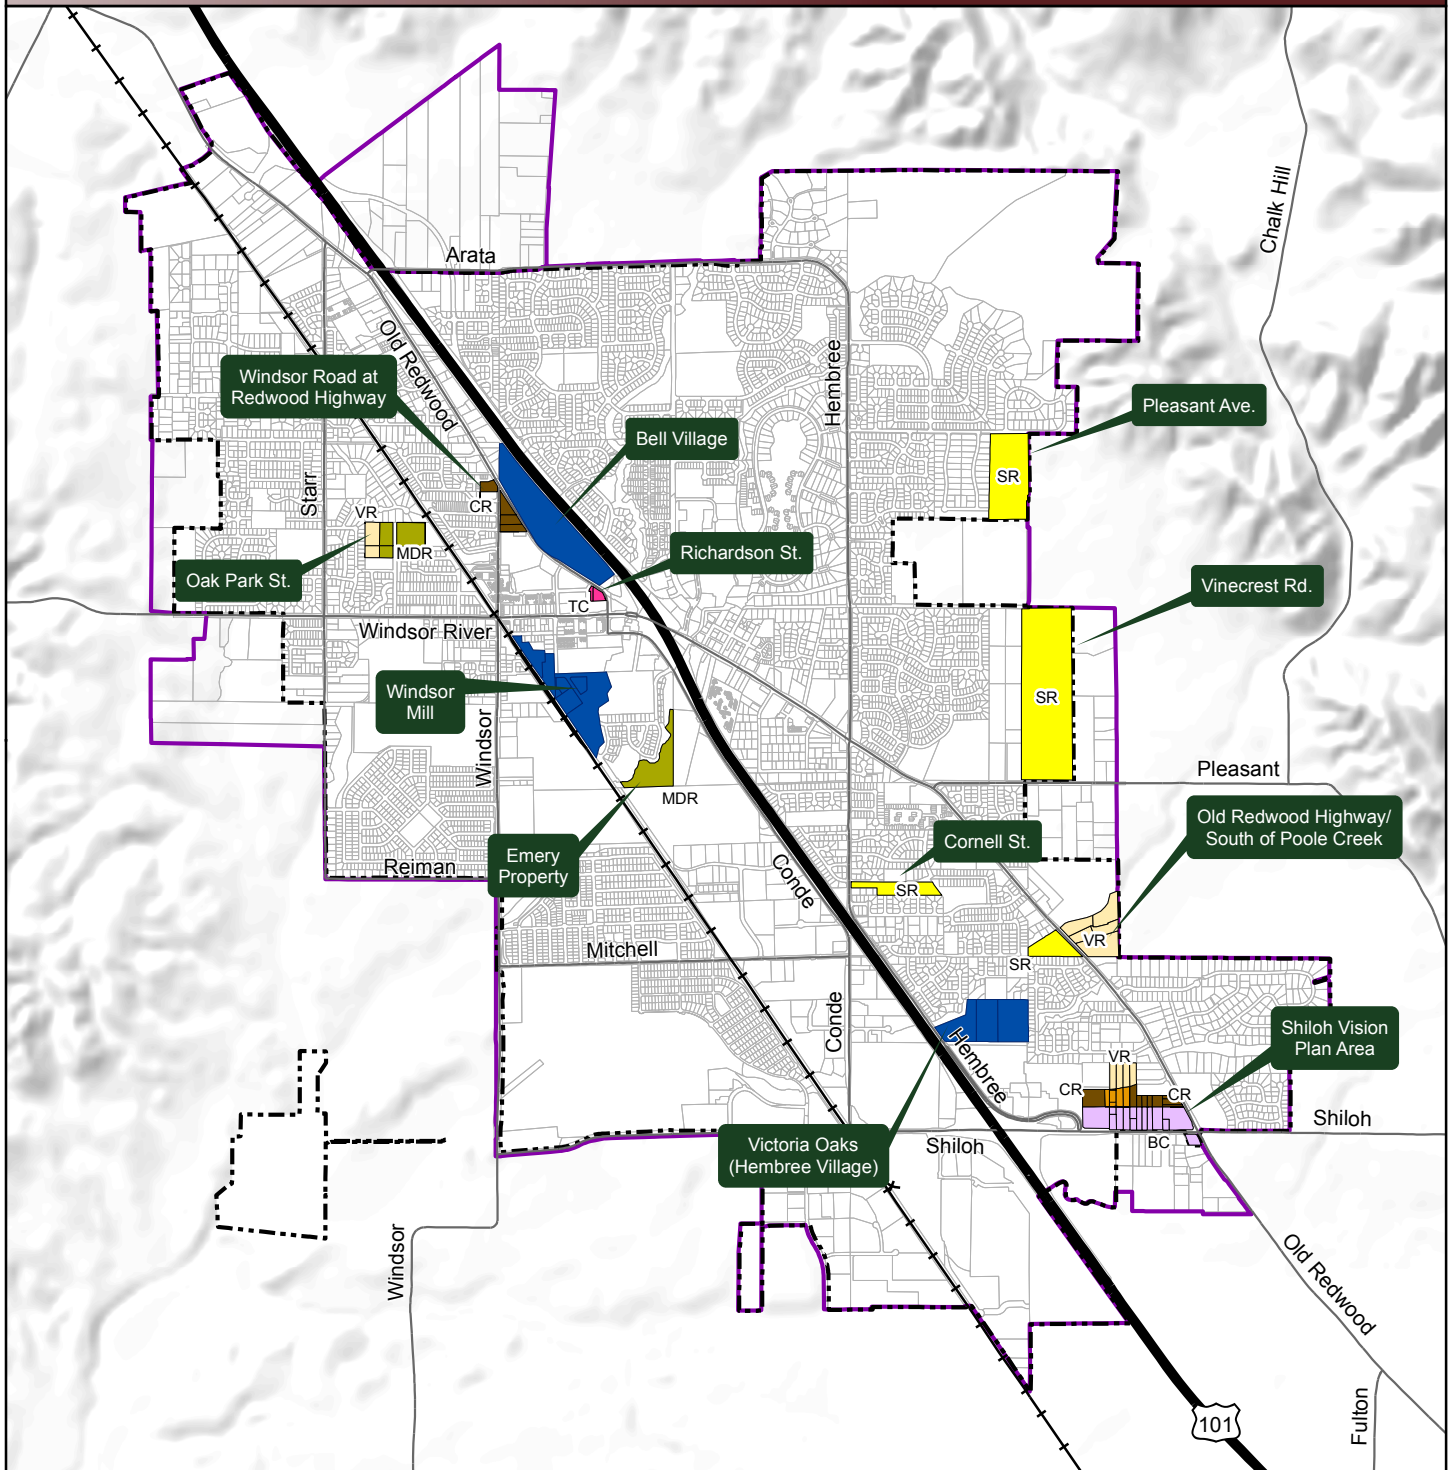 Chalk Hill
Arata
Old Redwood
Windsor Road at
Redwood Highway
Hembree
Pleasant Ave.
Bell Village
SR
Starr
CR
VR
MDR
Richardson St.
Oak Park St.
Vinecrest Rd.
TC
Windsor River
Windsor
Mill
SR
Windsor
Pleasant
MDR
Old Redwood Highway/
South of Poole Creek
Cornell St.
Emery
Property
Reiman
Conde
SR
VR
Mitchell
SR
Conde
Hembree
Shiloh Vision
Plan Area
VR
CR
CR
Shiloh
BC
Victoria Oaks
(Hembree Village)
Shiloh
Windsor
Old Redwood
Fulton
101